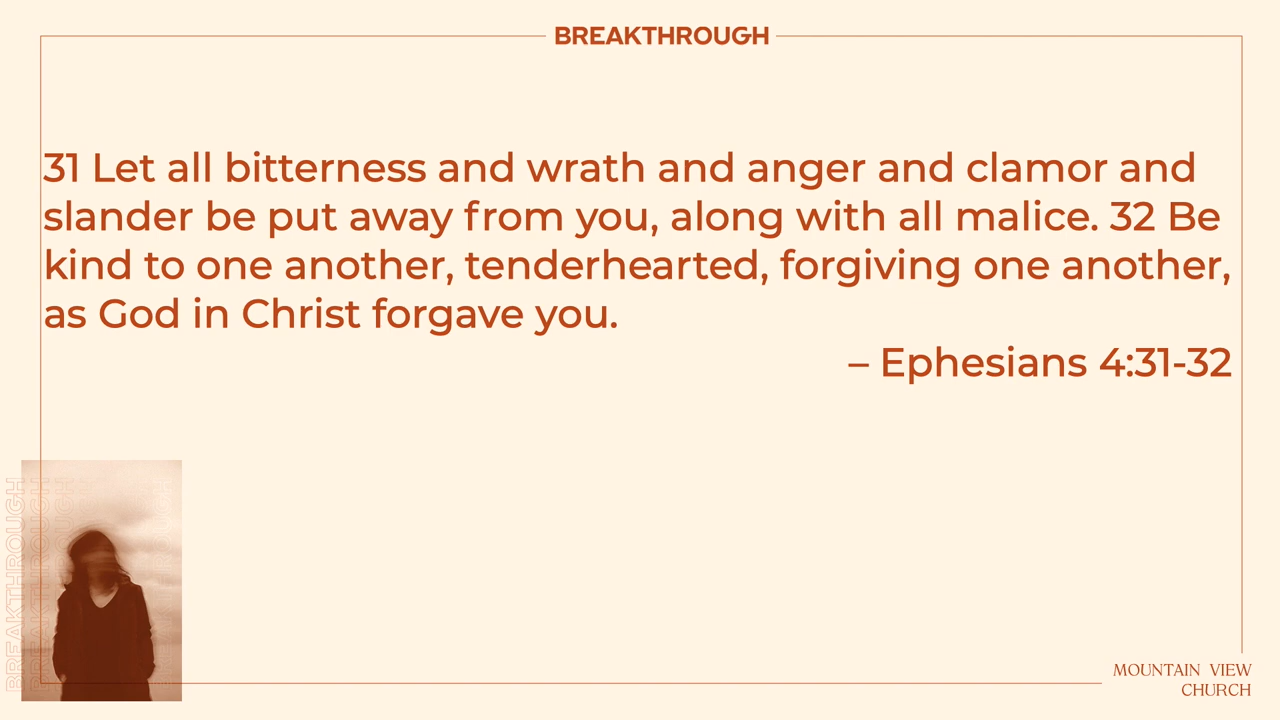 BREAKTHROUGH
31 Let all bitterness and wrath and anger and clamor and
slander be put away from you, along with all malice. 32 Be
kind to one another, tenderhearted, forgiving one another,
as God in Christ forgave you.
– Ephesians 4:31-32
BREAKTHROUGH
BREAKTHROUGH
BREAKTHROUGH
BREAKTHROUGH
MOUNTAIN VIEW
CHURCH